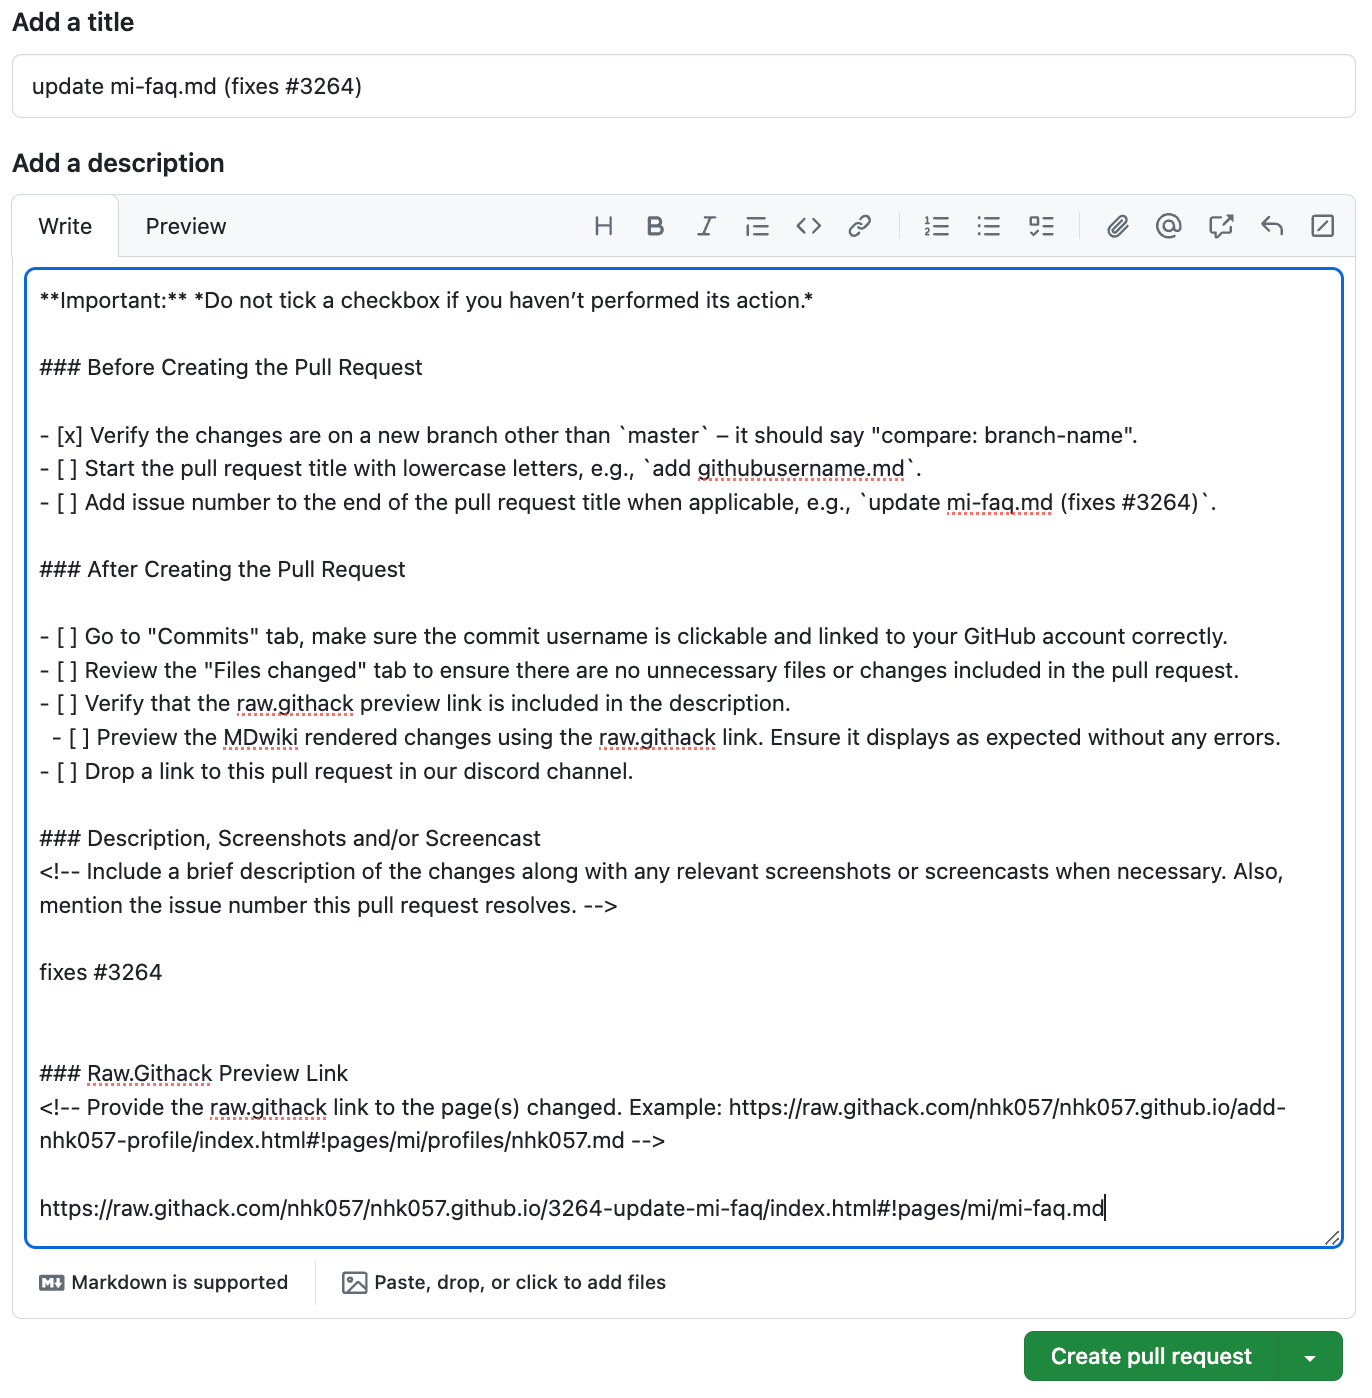 Add a title
update mi-faq.md (fixes #3264)
Add a description
Write
Preview
**Important:** *Do not tick a checkbox if you haven’t performed its action.*
### Before Creating the Pull Request
- [x] Verify the changes are on a new branch other than `master` – it should say "compare: branch-name".
- [ ] Start the pull request title with lowercase letters, e.g., `add githubusername.md`.
- [ ] Add issue number to the end of the pull request title when applicable, e.g., `update mi-faq.md (fixes #3264)`.
### After Creating the Pull Request
- [ ] Go to "Commits" tab, make sure the commit username is clickable and linked to your GitHub account correctly.
- [ ] Review the "Files changed" tab to ensure there are no unnecessary files or changes included in the pull request.
- [ ] Verify that the raw.githack preview link is included in the description.
- [ ] Preview the MDwiki rendered changes using the raw.githack link. Ensure it displays as expected without any errors.
- [ ] Drop a link to this pull request in our discord channel.
### Description, Screenshots and/or Screencast
<!-- Include a brief description of the changes along with any relevant screenshots or screencasts when necessary. Also,
mention the issue number this pull request resolves. -->
fixes #3264
### Raw.Githack Preview Link
<!-- Provide the raw.githack link to the page(s) changed. Example: https://raw.githack.com/nhk057/nhk057.github.io/add-
nhk057-profile/index.html#!pages/mi/profiles/nhk057.md -->
https://raw.githack.com/nhk057/nhk057.github.io/3264-update-mi-faq/index.html#!pages/mi/mi-faq.md
Markdown is supported
Paste, drop, or click to add files
Create pull request